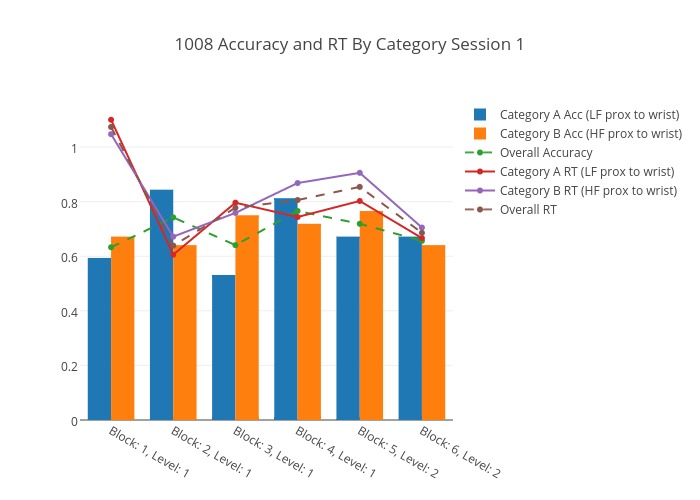 1008 Accuracy and RT By Category Session 1
Category A Acc (LF prox to wrist)
Category B Acc (HF prox to wrist)
Overall Accuracy
Category A RT (LF prox to wrist)
Category B RT (HF prox to wrist)
Overall RT
1
0.8
0.6
0.4
0.2
0
Block: 1, Level: 1
Block: 2, Level: 1
Block: 3, Level: 1
Block: 4, Level: 1
Block: 5, Level: 2
Block: 6, Level: 2